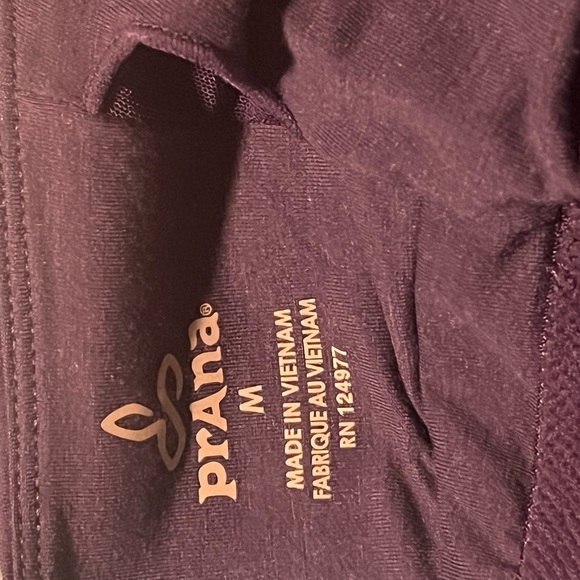 prAna®
M
MADE IN VIETNAM
FABRIQUE AU VIETNAM
RN 124977